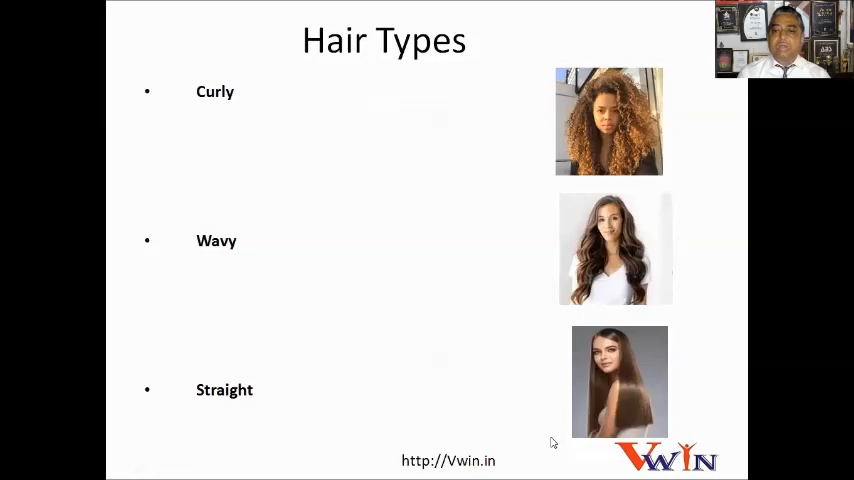 Hair Types
• Curly
• Wavy
• Straight
http://Vwin.in
VWIN